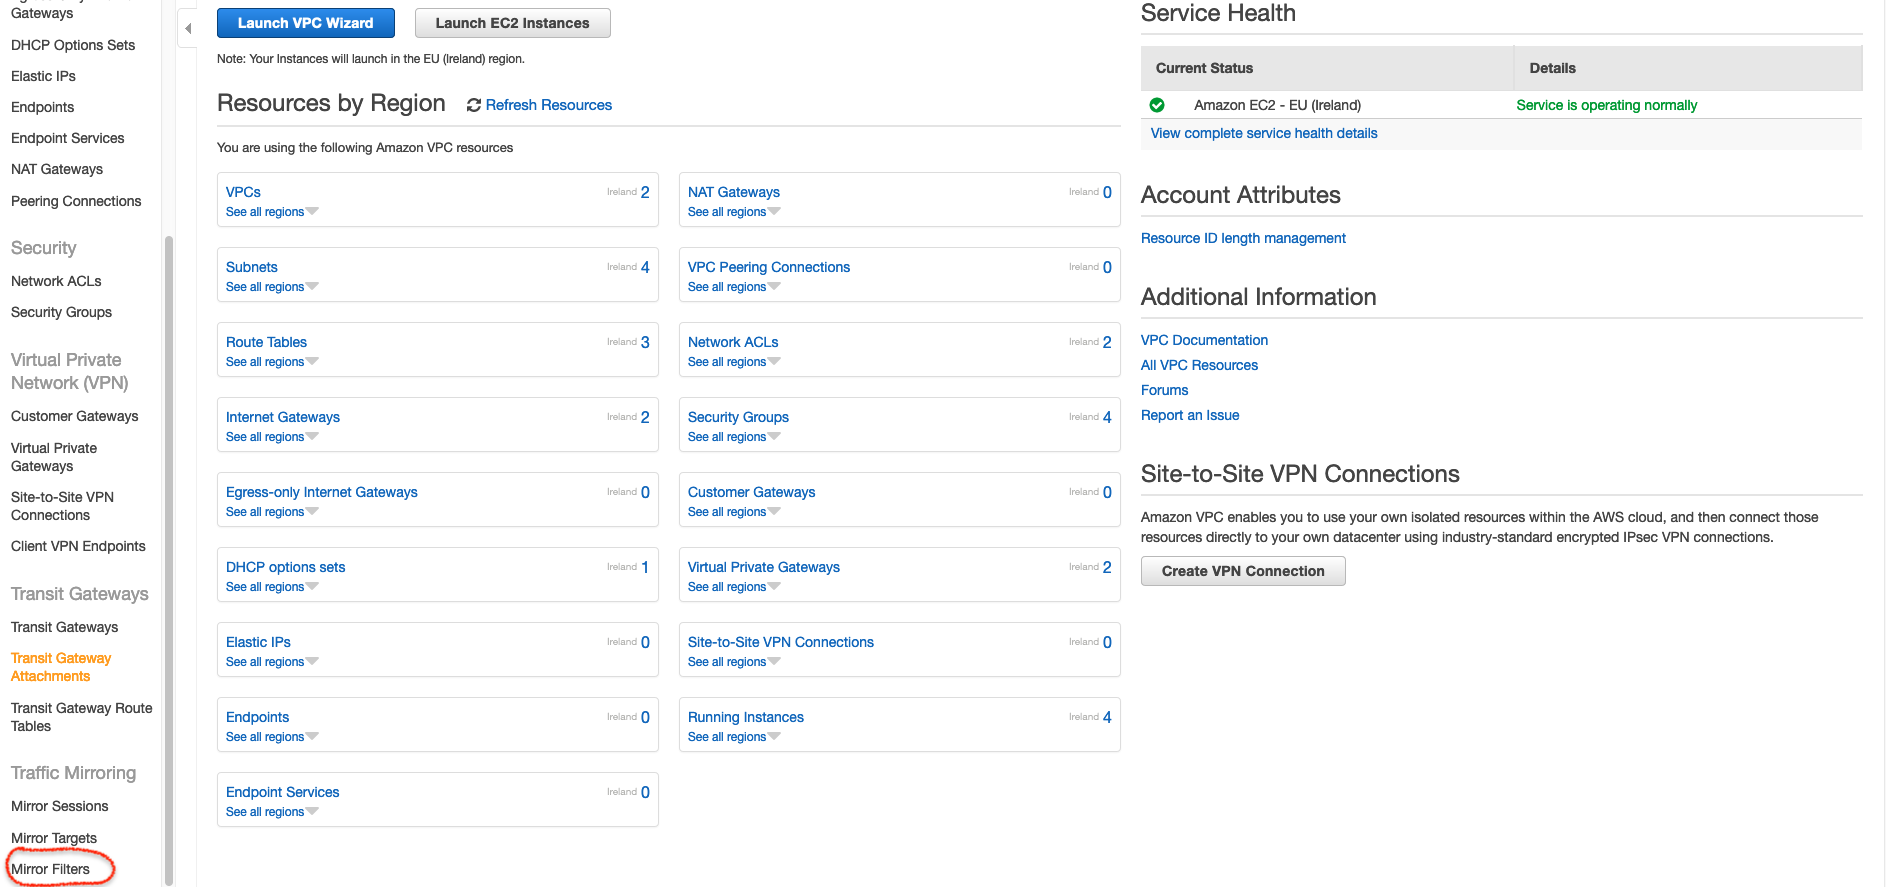 Gateways
DHCP Options Sets
Elastic IPs
Endpoints
Endpoint Services
NAT Gateways
Peering Connections
Security
Network ACLs
Security Groups
Virtual Private
Network (VPN)
Customer Gateways
Virtual Private
Gateways
Site-to-Site VPN
Connections
Client VPN Endpoints
Transit Gateways
Transit Gateways
Transit Gateway
Attachments
Transit Gateway Route
Tables
Traffic Mirroring
Mirror Sessions
Mirror Targets
Mirror Filters
Launch VPC Wizard
Launch EC2 Instances
Note: Your Instances will launch in the EU (Ireland) region.
Resources by Region Refresh Resources
You are using the following Amazon VPC resources
VPCs Ireland 2
See all regions
NAT Gateways Ireland 0
See all regions
Subnets Ireland 4
See all regions
VPC Peering Connections Ireland 0
See all regions
Route Tables Ireland 3
See all regions
Network ACLs Ireland 2
See all regions
Internet Gateways Ireland 2
See all regions
Security Groups Ireland 4
See all regions
Egress-only Internet Gateways Ireland 0
See all regions
Customer Gateways Ireland 0
See all regions
DHCP options sets Ireland 1
See all regions
Virtual Private Gateways Ireland 2
See all regions
Elastic IPs Ireland 0
See all regions
Site-to-Site VPN Connections Ireland 0
See all regions
Endpoints Ireland 0
See all regions
Running Instances Ireland 4
See all regions
Endpoint Services Ireland 0
See all regions
Service Health
Current Status Details
Amazon EC2 - EU (Ireland) Service is operating normally
View complete service health details
Account Attributes
Resource ID length management
Additional Information
VPC Documentation
All VPC Resources
Forums
Report an Issue
Site-to-Site VPN Connections
Amazon VPC enables you to use your own isolated resources within the AWS cloud, and then connect those
resources directly to your own datacenter using industry-standard encrypted IPsec VPN connections.
Create VPN Connection